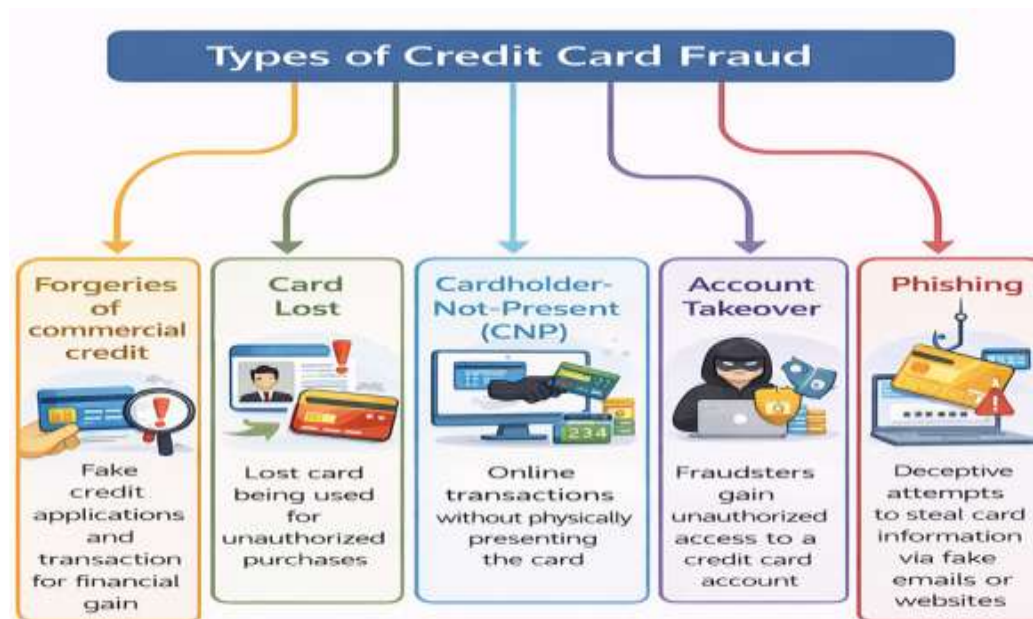 Types of Credit Card Fraud
Forgeries
of
commercial
credit
Fake
credit
applications
and
transaction
for financial
gain
Card
Lost
Lost card
being used
for
unauthorized
purchases
Cardholder-
Not-Present
(CNP)
234
Online
transactions
without physically
presenting
the card
Account
Takeover
Fraudsters
gain
unauthorized
access to a
credit card
account
Phishing
Deceptive
attempts
to steal card
information
via fake
emails or
websites